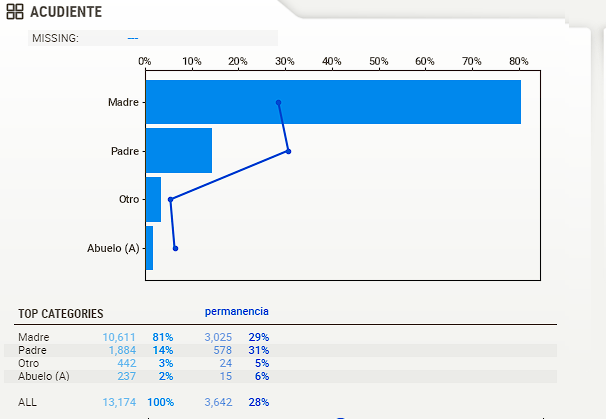 ACUDIENTE
MISSING: ---
0% 10% 20% 30% 40% 50% 60% 70% 80%
Madre
Padre
Otro
Abuelo (A)
TOP CATEGORIES permanencia
Madre 10,611 81% 3,025 29%
Padre 1,884 14% 578 31%
Otro 442 3% 24 5%
Abuelo (A) 237 2% 15 6%
ALL 13,174 100% 3,642 28%